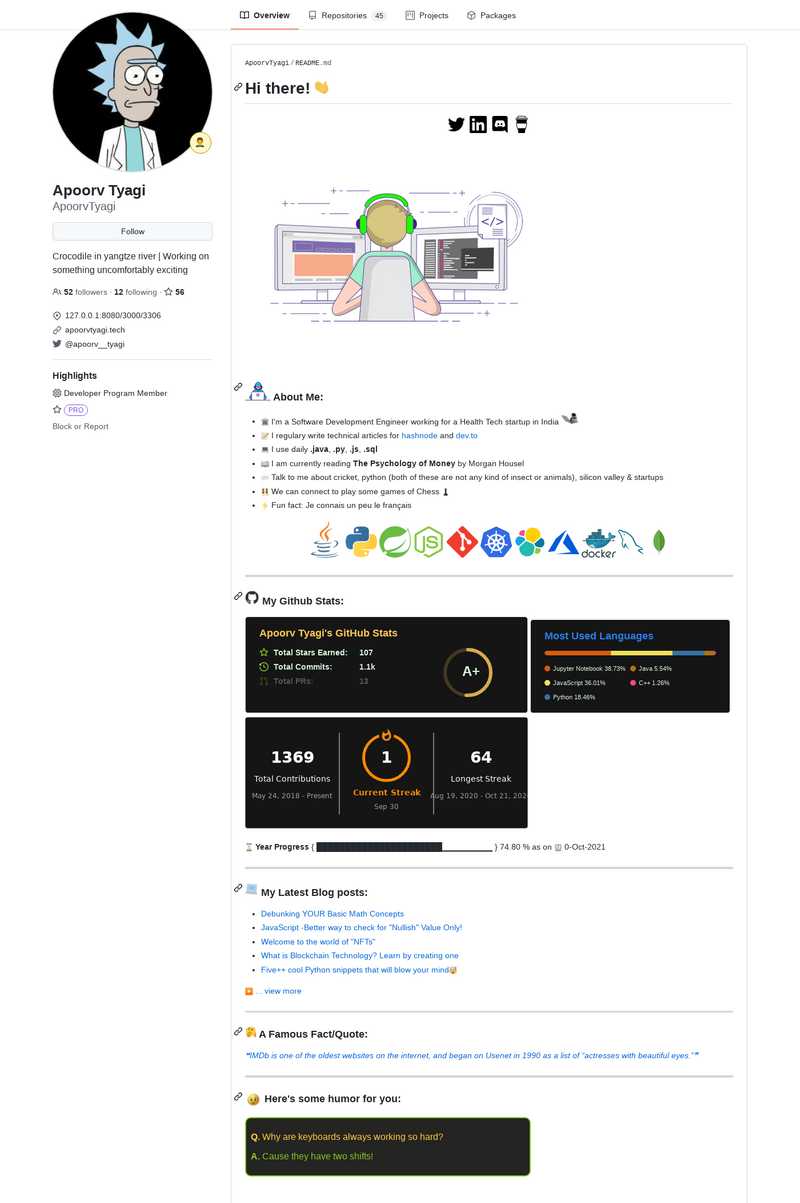 Overview
Repositories 45
Projects
Packages
Apoorv Tyagi
ApoorvTyagi
Follow
Crocodile in yangtze river | Working on
something uncomfortably exciting
52 followers · 12 following · 56
127.0.0.1:8080/3000/3306
apoorvtyagi.tech
@apoorv__tyagi
Highlights
Developer Program Member
PRO
Block or Report
ApoorvTyagi / README.md
Hi there! 👋
</>
About Me:
I'm a Software Development Engineer working for a Health Tech startup in India
I regulary write technical articles for hashnode and dev.to
I use daily .java, .py, .js, .sql
I am currently reading The Psychology of Money by Morgan Housel
Talk to me about cricket, python (both of these are not any kind of insect or animals), silicon valley & startups
We can connect to play some games of Chess ♟
⚡ Fun fact: Je connais un peu le français
JS
docker
My Github Stats:
Apoorv Tyagi's GitHub Stats
Total Stars Earned: 107
Total Commits: 1.1k
Total PRs: 13
A+
Most Used Languages
Jupyter Notebook 38.73%
Java 5.54%
JavaScript 36.01%
C++ 1.26%
Python 18.46%
1369
Total Contributions
May 24, 2018 - Present
1
Current Streak
Sep 30
64
Longest Streak
Aug 19, 2020 - Oct 21, 202
⏳ Year Progress { ██████████████████████_________ } 74.80 % as on ⏰ 0-Oct-2021
My Latest Blog posts:
Debunking YOUR Basic Math Concepts
JavaScript -Better way to check for "Nullish" Value Only!
Welcome to the world of "NFTs"
What is Blockchain Technology? Learn by creating one
Five++ cool Python snippets that will blow your mind🤯
▶ ... view more
A Famous Fact/Quote:
❝IMDb is one of the oldest websites on the internet, and began on Usenet in 1990 as a list of “actresses with beautiful eyes.”❞
Here's some humor for you:
Q. Why are keyboards always working so hard?
A. Cause they have two shifts!